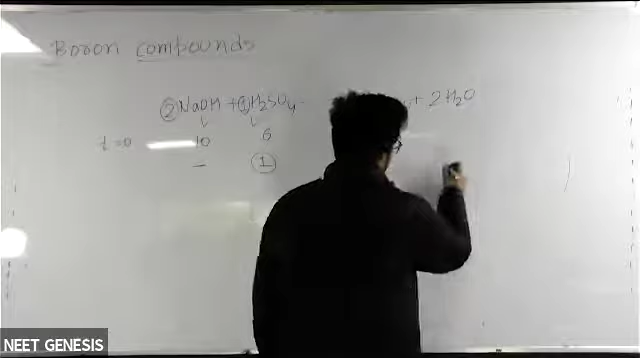 Boron compounds
②NaOH + ①H₂SO₄ + 2H₂O
t=0 10 6
– ①
NEET GENESIS